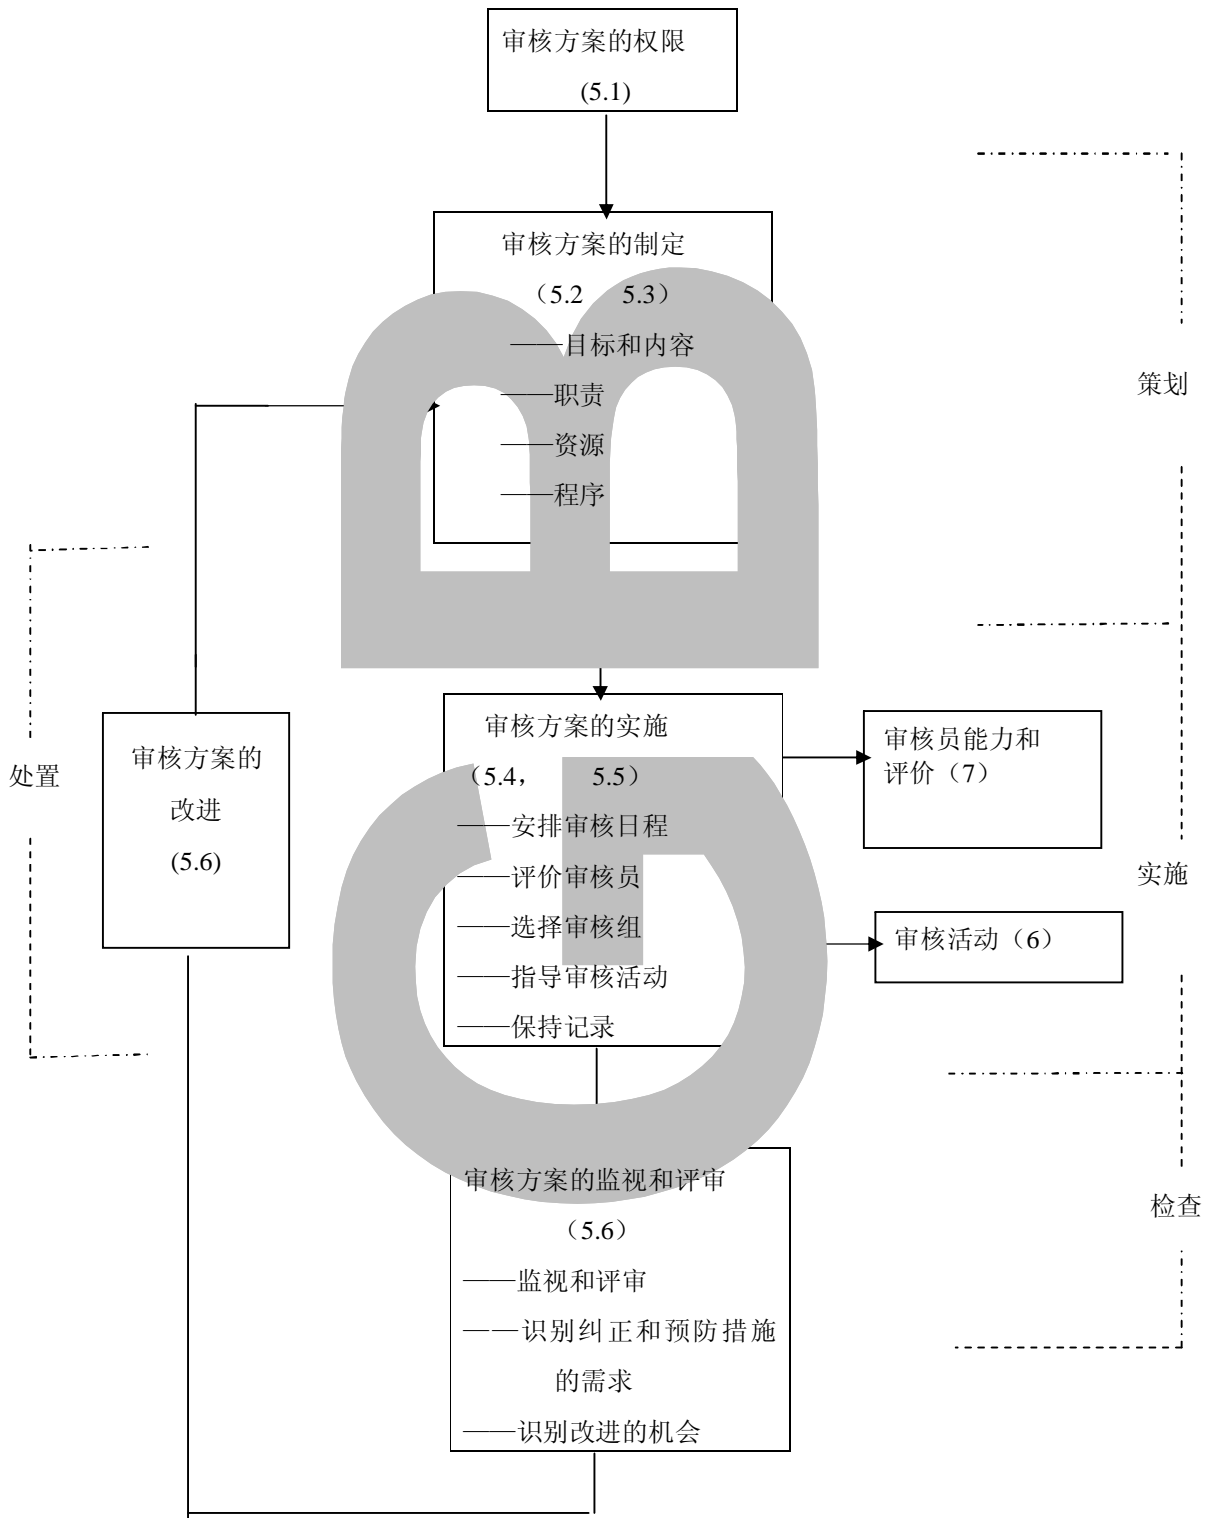 审核方案的权限
(5.1)
审核方案的制定
（5.2 5.3）
——目标和内容
——职责
——资源
——程序
策划
审核方案的实施
（5.4， 5.5）
——安排审核日程
——评价审核员
——选择审核组
——指导审核活动
——保持记录
审核员能力和
评价（7）
审核活动（6）
实施
处置
审核方案的
改进
(5.6)
审核方案的监视和评审
（5.6）
——监视和评审
——识别纠正和预防措施
的需求
——识别改进的机会
检查